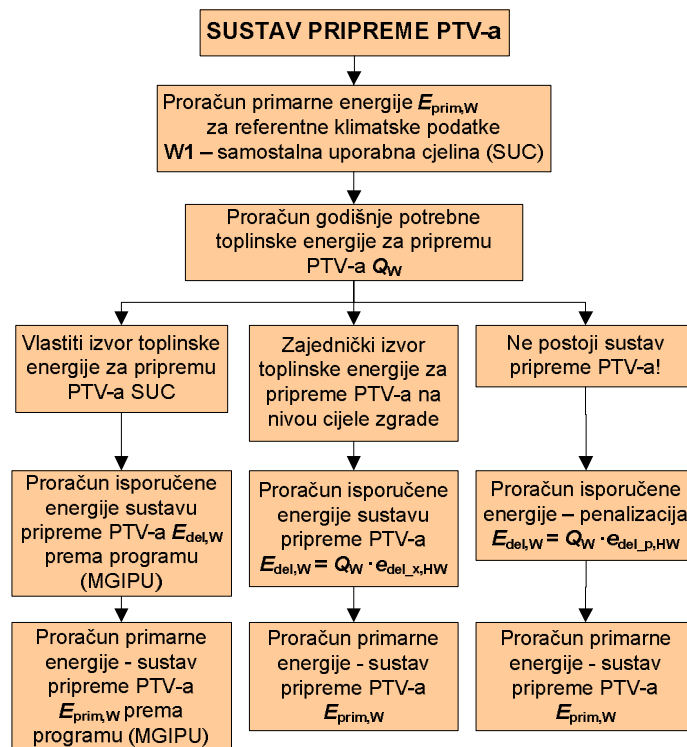 SUSTAV PRIPREME PTV-a
Proračun primarne energije Eprim,W
za referentne klimatske podatke
W1 – samostalna uporabna cjelina (SUC)
Proračun godišnje potrebne
toplinske energije za pripremu
PTV-a QW
Vlastiti izvor toplinske
energije za pripremu
PTV-a SUC
Zajednički izvor
toplinske energije za
pripreme PTV-a na
nivou cijele zgrade
Ne postoji sustav
pripreme PTV-a!
Proračun isporučene
energije sustavu
pripreme PTV-a Edel,W
prema programu
(MGIPU)
Proračun isporučene
energije sustavu
pripreme PTV-a
Edel,W = QW · edel_x,HW
Proračun isporučene
energije – penalizacija
Edel,W = QW · edel_p,HW
Proračun primarne
energije - sustav
pripreme PTV-a
Eprim,W prema
programu (MGIPU)
Proračun primarne
energije - sustav
pripreme PTV-a
Eprim,W
Proračun primarne
energije - sustav
pripreme PTV-a
Eprim,W